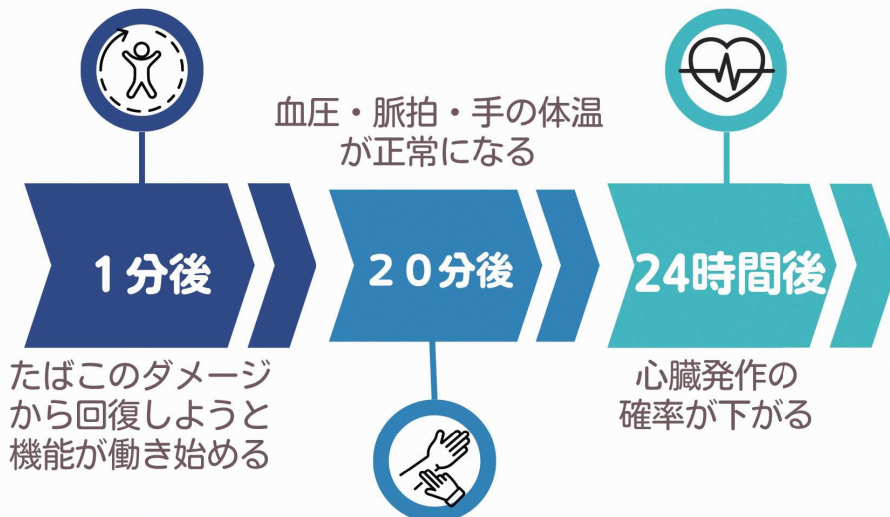 血圧・脈拍・手の体温
が正常になる
1分後
２０分後
24時間後
たばこのダメージ
から回復しようと
機能が働き始める
心臓発作の
確率が下がる